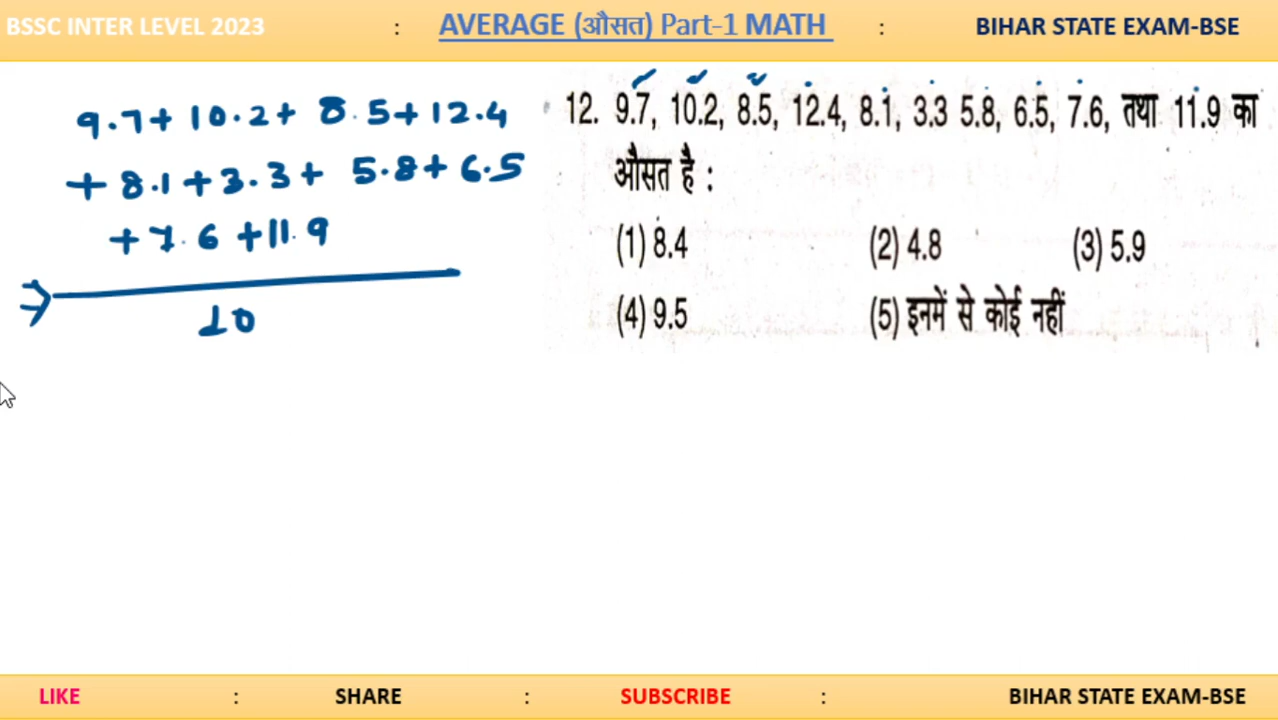 BSSC INTER LEVEL 2023 : AVERAGE (औसत) Part-1 MATH : BIHAR STATE EXAM-BSE
9.7+ 10.2+ 8.5+ 12.4
+ 8.1 + 3.3 + 5.8+ 6.5
+ 7.6 + 11.9
⇒
10
12. 9.7, 10.2, 8.5, 12.4, 8.1, 3.3 5.8, 6.5, 7.6, तथा 11.9 का
औसत है :
(1) 8.4 (2) 4.8 (3) 5.9
(4) 9.5 (5) इनमें से कोई नहीं
LIKE : SHARE : SUBSCRIBE : BIHAR STATE EXAM-BSE